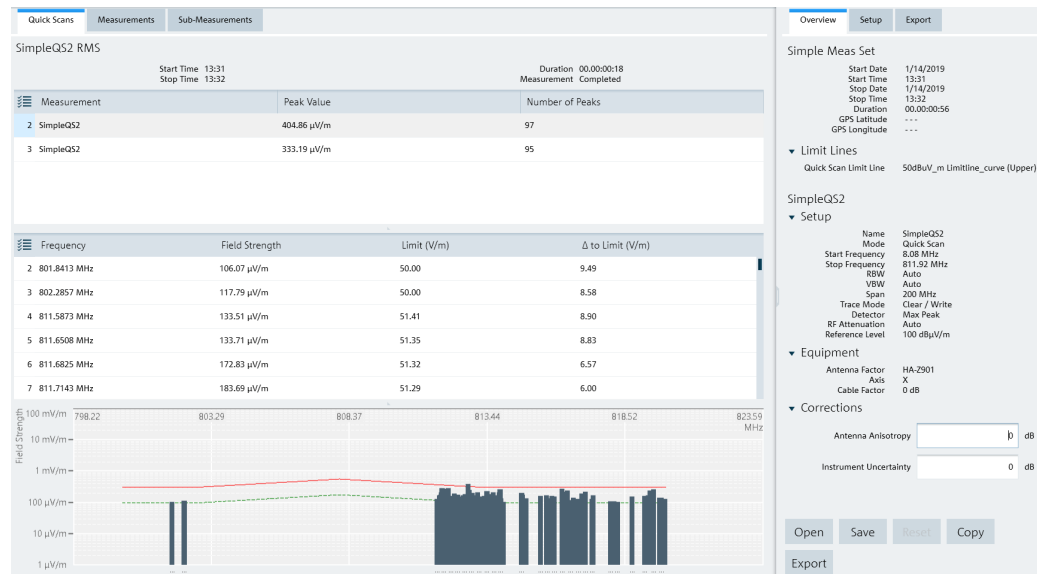 Quick Scans Measurements Sub-Measurements
SimpleQS2 RMS
Start Time 13:31
Stop Time 13:32
Duration 00.00:00:18
Measurement Completed
Measurement Peak Value Number of Peaks
2 SimpleQS2 404.86 µV/m 97
3 SimpleQS2 333.19 µV/m 95
Frequency Field Strength Limit (V/m) Δ to Limit (V/m)
2 801.8413 MHz 106.07 µV/m 50.00 9.49
3 802.2857 MHz 117.79 µV/m 50.00 8.58
4 811.5873 MHz 133.51 µV/m 51.41 8.90
5 811.6508 MHz 133.71 µV/m 51.35 8.83
6 811.6825 MHz 172.83 µV/m 51.32 6.57
7 811.7143 MHz 183.69 µV/m 51.29 6.00
Field Strength
100 mV/m
10 mV/m
1 mV/m
100 µV/m
10 µV/m
1 µV/m
798.22 803.29 808.37 813.44 818.52 823.59
MHz
Overview Setup Export
Simple Meas Set
Start Date 1/14/2019
Start Time 13:31
Stop Date 1/14/2019
Stop Time 13:32
Duration 00.00:00:56
GPS Latitude - - -
GPS Longitude - - -
Limit Lines
Quick Scan Limit Line 50dBuV_m Limitline_curve (Upper)
SimpleQS2
Setup
Name SimpleQS2
Mode Quick Scan
Start Frequency 8.08 MHz
Stop Frequency 811.92 MHz
RBW Auto
VBW Auto
Span 200 MHz
Trace Mode Clear / Write
Detector Max Peak
RF Attenuation Auto
Reference Level 100 dBµV/m
Equipment
Antenna Factor HA-Z901
Axis X
Cable Factor 0 dB
Corrections
Antenna Anisotropy 0 dB
Instrument Uncertainty 0 dB
Open Save Reset Copy
Export